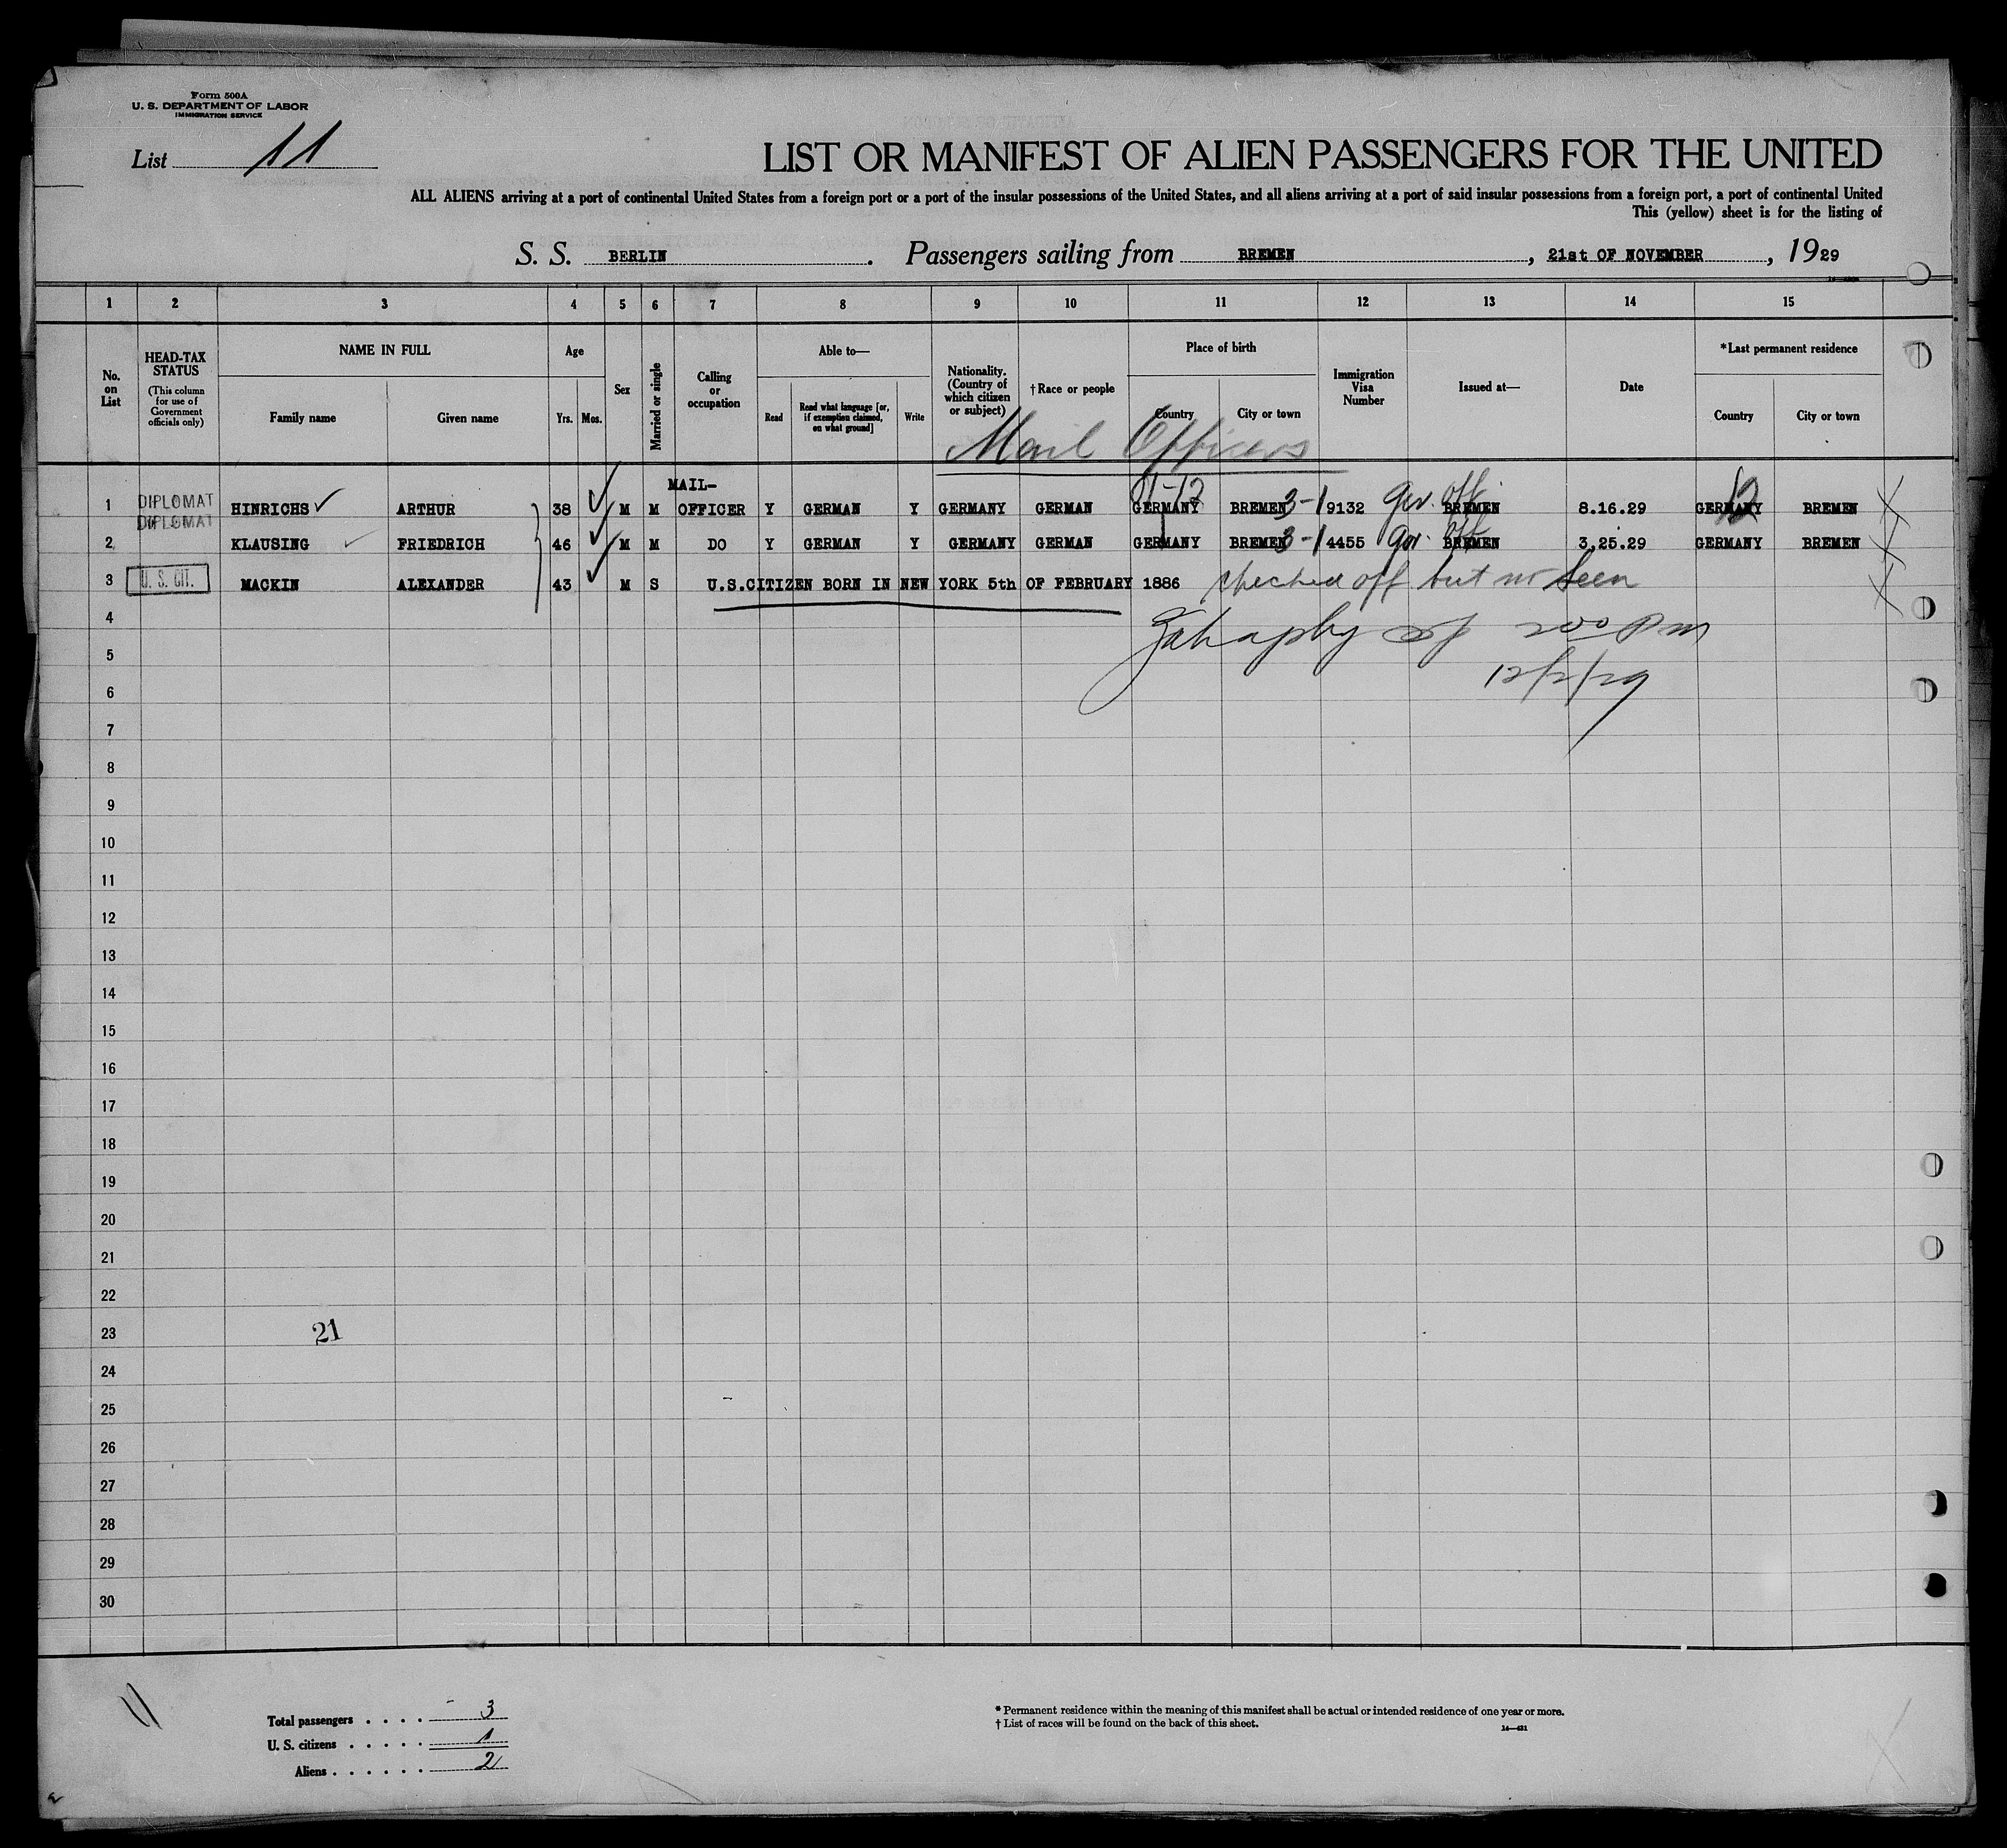 Form 500A
U. S. DEPARTMENT OF LABOR
IMMIGRATION SERVICE
List 11
LIST OR MANIFEST OF ALIEN PASSENGERS FOR THE UNITED
ALL ALIENS arriving at a port of continental United States from a foreign port or a port of the insular possessions of the United States, and all aliens arriving at a port of said insular possessions from a foreign port, a port of continental United
This (yellow) sheet is for the listing of
S. S. BERLIN . Passengers sailing from BREMEN , 21st OF NOVEMBER , 1929
1 2 3 4 5 6 7 8 9 10 11 12 13 14 15
No. on List
HEAD-TAX STATUS
(This column for use of Government officials only)
NAME IN FULL
Family name Given name
Age
Yrs. Mos.
Sex
Married or single
Calling or occupation
Able to—
Read Read what language [or, if exemption claimed, on what ground] Write
Nationality. (Country of which citizen or subject)
†Race or people
Place of birth
Country City or town
Immigration Visa Number
Issued at—
Date
*Last permanent residence
Country City or town
Mail Officers
1 DIPLOMAT HINRICHS ✓ ARTHUR 38 ✓ M M MAIL-OFFICER Y GERMAN Y GERMANY GERMAN GERMANY BREMEN 3-1 9132 Gov. off. BREMEN 8.16.29 GERMANY 12 BREMEN X
2 DIPLOMAT KLAUSING ✓ FRIEDRICH 46 ✓ M M DO Y GERMAN Y GERMANY GERMAN GERMANY BREMEN 3-1 4455 Gov. off BREMEN 3,25.29 GERMANY BREMEN X
3 U. S. CIT. MACKIN ALEXANDER 43 ✓ M S U.S.CITIZEN BORN IN NEW YORK 5th OF FEBRUARY 1886 checked off but not seen X
4 200 PM
5
6 12/2/29
7
8
9
10
11
12
13
14
15
16
17
18
19
20
21
22
23 21
24
25
26
27
28
29
30
11
Total passengers . . . . 3
U. S. citizens . . . . . 1
Aliens . . . . . . 2
* Permanent residence within the meaning of this manifest shall be actual or intended residence of one year or more.
† List of races will be found on the back of this sheet.
14—431